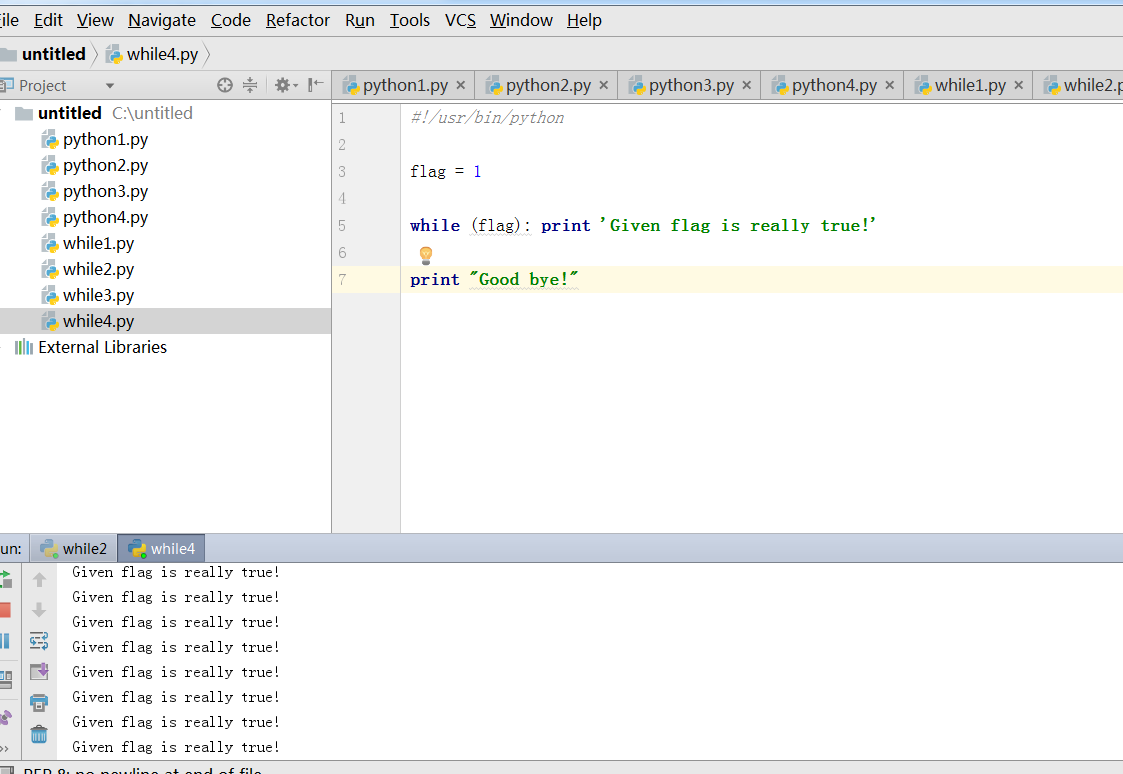 ile Edit View Navigate Code Refactor Run Tools VCS Window Help
untitled while4.py
Project
python1.py python2.py python3.py python4.py while1.py while2.p
untitled C:\untitled
python1.py
python2.py
python3.py
python4.py
while1.py
while2.py
while3.py
while4.py
External Libraries
1 #!/usr/bin/python
2
3 flag = 1
4
5 while (flag): print 'Given flag is really true!'
6
7 print "Good bye!"
un: while2 while4
Given flag is really true!
Given flag is really true!
Given flag is really true!
Given flag is really true!
Given flag is really true!
Given flag is really true!
Given flag is really true!
Given flag is really true!
PEP 8: no newline at end of file